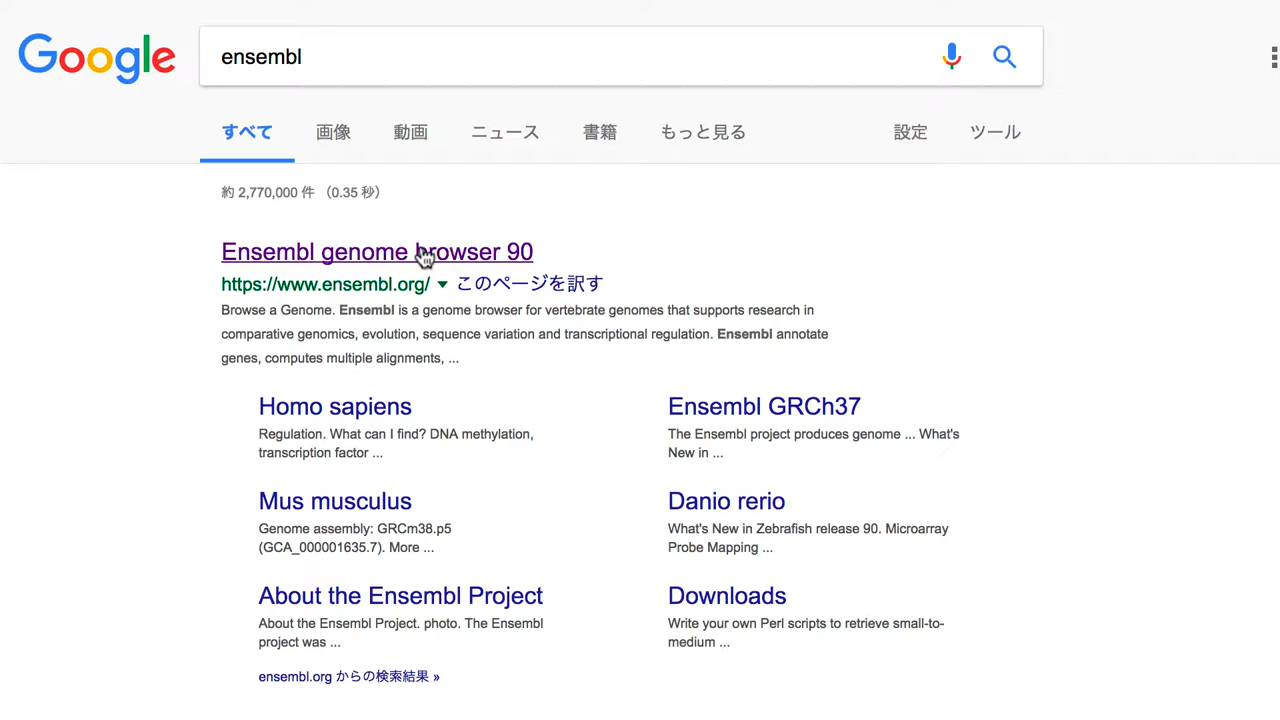 Google
ensembl
すべて 画像 動画 ニュース 書籍 もっと見る 設定 ツール
約 2,770,000 件 （0.35 秒）
Ensembl genome browser 90
https://www.ensembl.org/ ▼ このページを訳す
Browse a Genome. Ensembl is a genome browser for vertebrate genomes that supports research in
comparative genomics, evolution, sequence variation and transcriptional regulation. Ensembl annotate
genes, computes multiple alignments, ...
Homo sapiens
Regulation. What can I find? DNA methylation,
transcription factor ...
Ensembl GRCh37
The Ensembl project produces genome ... What's
New in ...
Mus musculus
Genome assembly: GRCm38.p5
(GCA_000001635.7). More ...
Danio rerio
What's New in Zebrafish release 90. Microarray
Probe Mapping ...
About the Ensembl Project
About the Ensembl Project. photo. The Ensembl
project was ...
Downloads
Write your own Perl scripts to retrieve small-to-
medium ...
ensembl.org からの検索結果 »